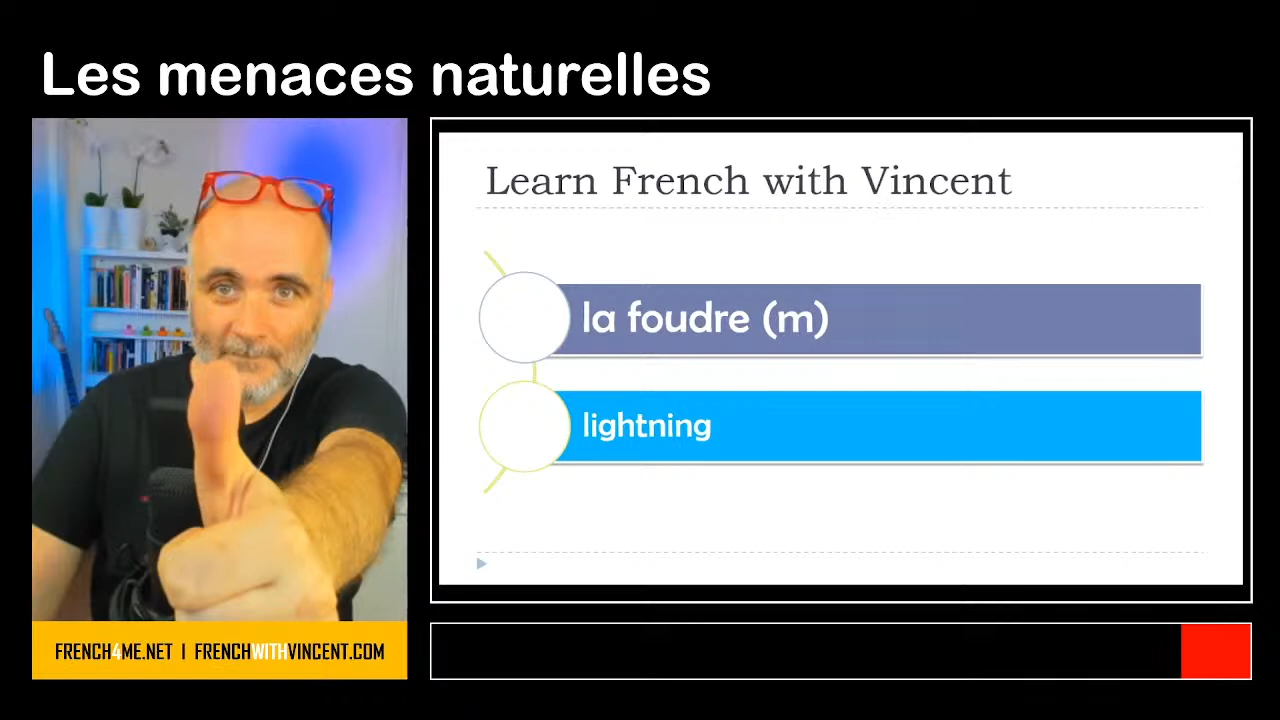 Les menaces naturelles
Learn French with Vincent
la foudre (m)
lightning
FRENCH4ME.NET I FRENCHWITHVINCENT.COM